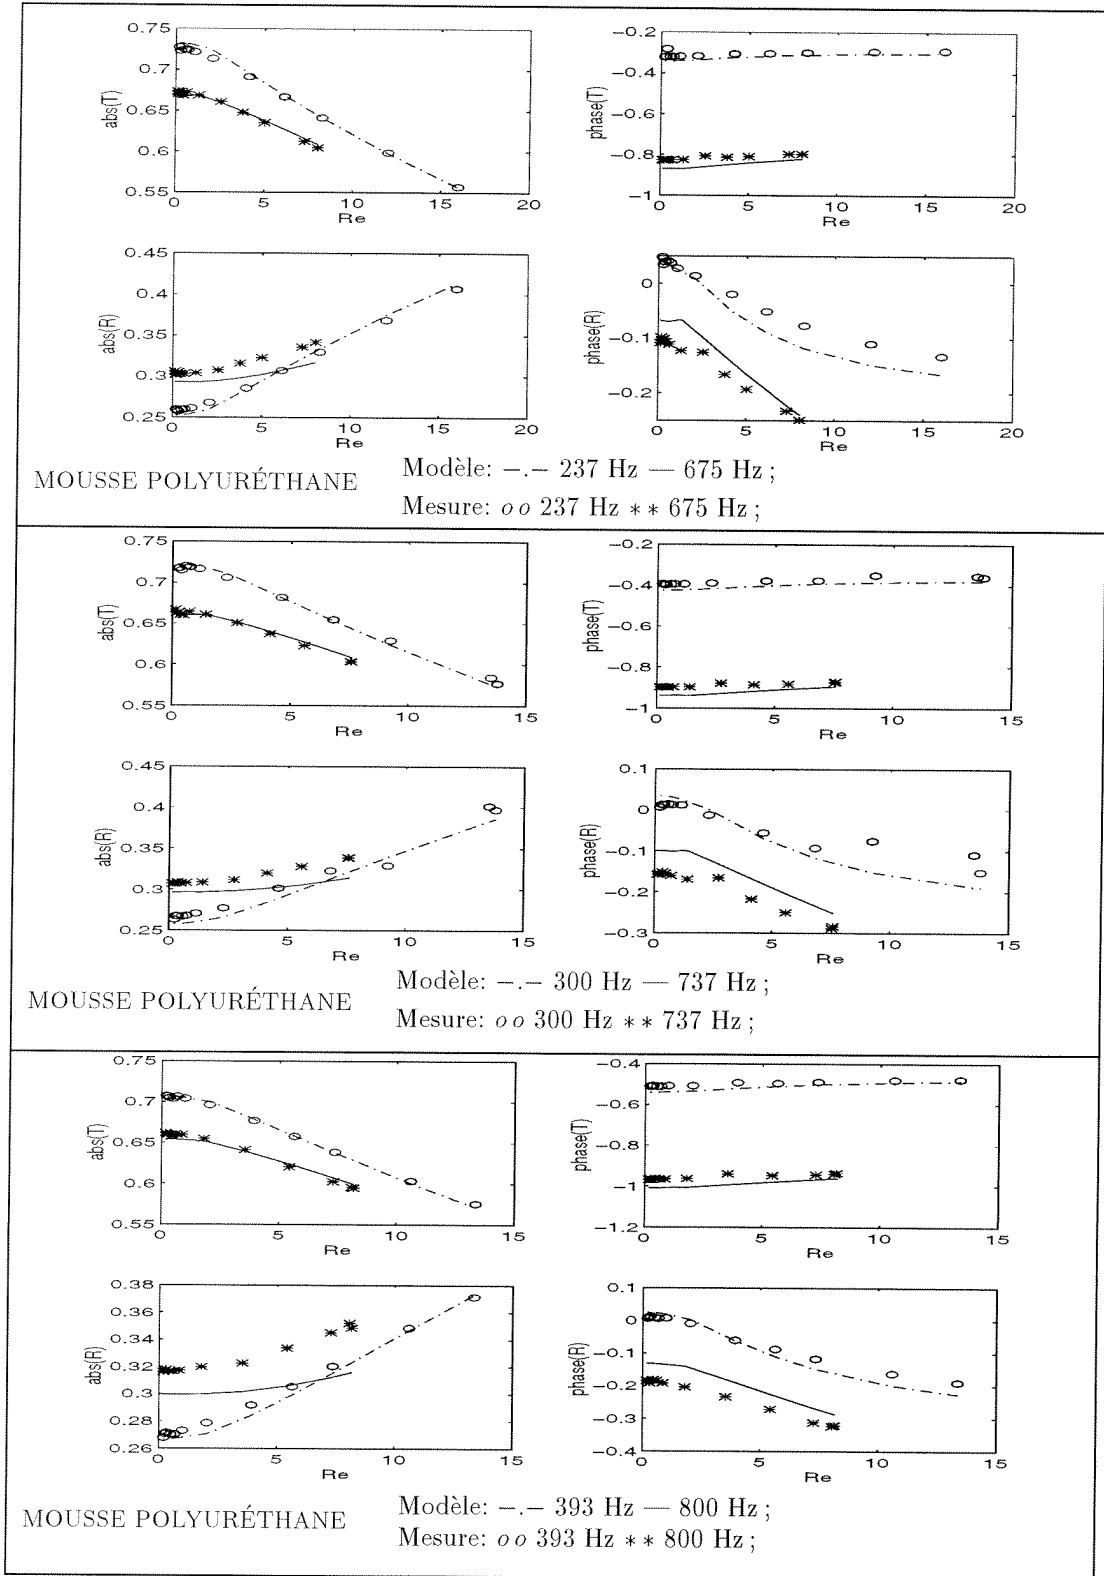 0.75
0.7
0.65
0.6
0.55
abs(T)
0 5 10 15 20
Re
−0.2
−0.4
−0.6
−0.8
−1
phase(T)
0 5 10 15 20
Re
0.45
0.4
0.35
0.3
0.25
abs(R)
0 5 10 15 20
Re
0
−0.1
−0.2
phase(R)
0 5 10 15 20
Re
MOUSSE POLYURÉTHANE
Modèle: −.− 237 Hz — 675 Hz ;
Mesure: o o 237 Hz * * 675 Hz ;
0.75
0.7
0.65
0.6
0.55
abs(T)
0 5 10 15
Re
−0.2
−0.4
−0.6
−0.8
−1
phase(T)
0 5 10 15
Re
0.45
0.4
0.35
0.3
0.25
abs(R)
0 5 10 15
Re
0.1
0
−0.1
−0.2
−0.3
phase(R)
0 5 10 15
Re
MOUSSE POLYURÉTHANE
Modèle: −.− 300 Hz — 737 Hz ;
Mesure: o o 300 Hz * * 737 Hz ;
0.75
0.7
0.65
0.6
0.55
abs(T)
0 5 10 15
Re
−0.4
−0.6
−0.8
−1
−1.2
phase(T)
0 5 10 15
Re
0.38
0.36
0.34
0.32
0.3
0.28
0.26
abs(R)
0 5 10 15
Re
0.1
0
−0.1
−0.2
−0.3
−0.4
phase(R)
0 5 10 15
Re
MOUSSE POLYURÉTHANE
Modèle: −.− 393 Hz — 800 Hz ;
Mesure: o o 393 Hz * * 800 Hz ;